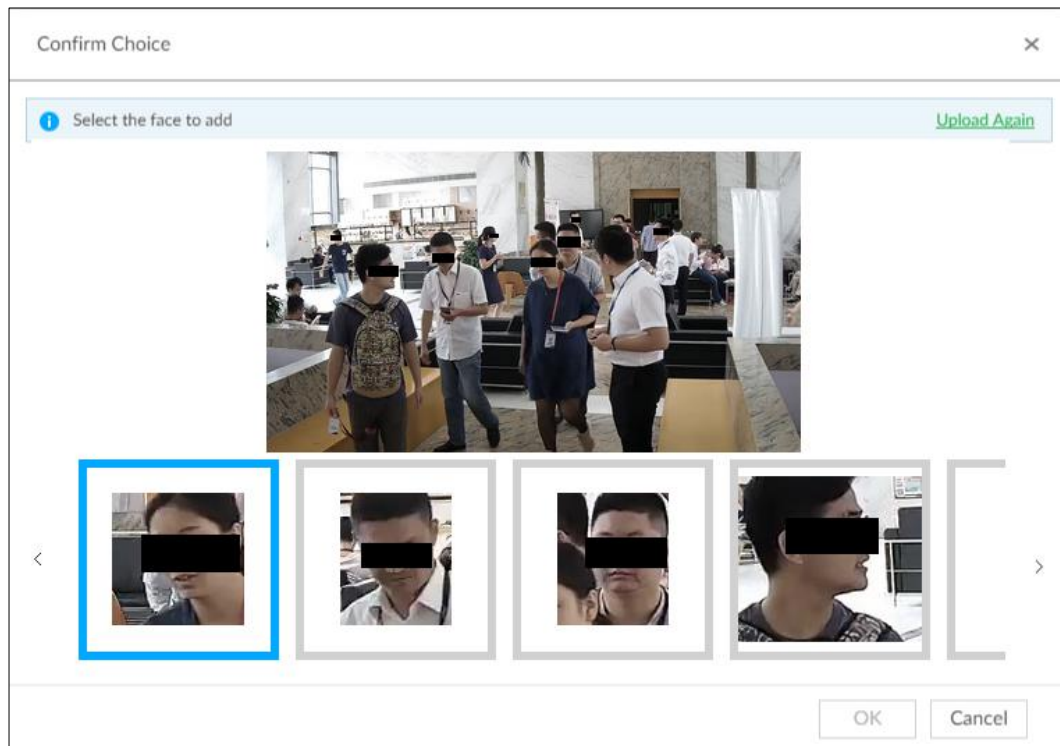 Confirm Choice
Select the face to add
Upload Again
OK
Cancel